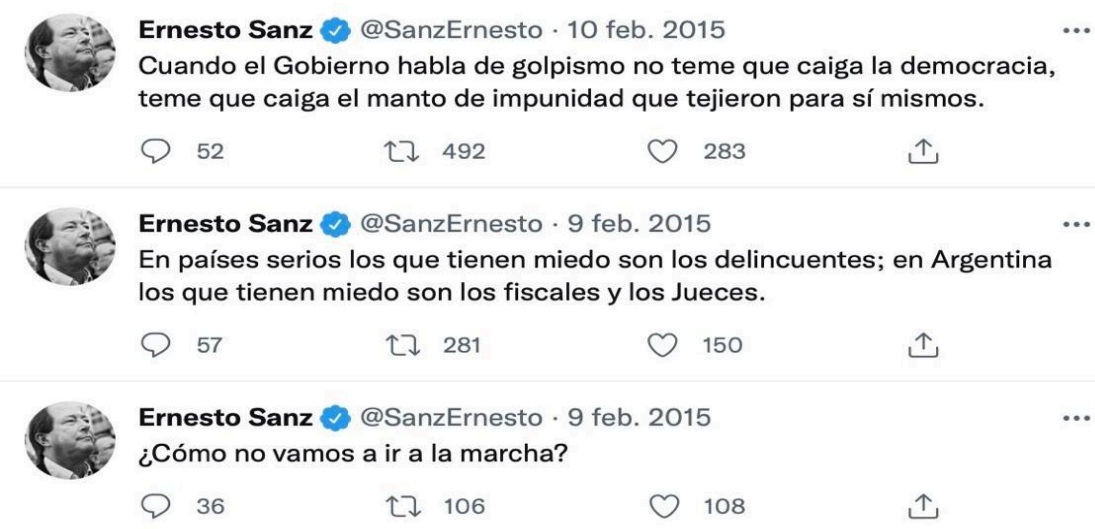 Ernesto Sanz @SanzErnesto · 10 feb. 2015
Cuando el Gobierno habla de golpismo no teme que caiga la democracia,
teme que caiga el manto de impunidad que tejieron para sí mismos.
52 492 283
Ernesto Sanz @SanzErnesto · 9 feb. 2015
En países serios los que tienen miedo son los delincuentes; en Argentina
los que tienen miedo son los fiscales y los Jueces.
57 281 150
Ernesto Sanz @SanzErnesto · 9 feb. 2015
¿Cómo no vamos a ir a la marcha?
36 106 108